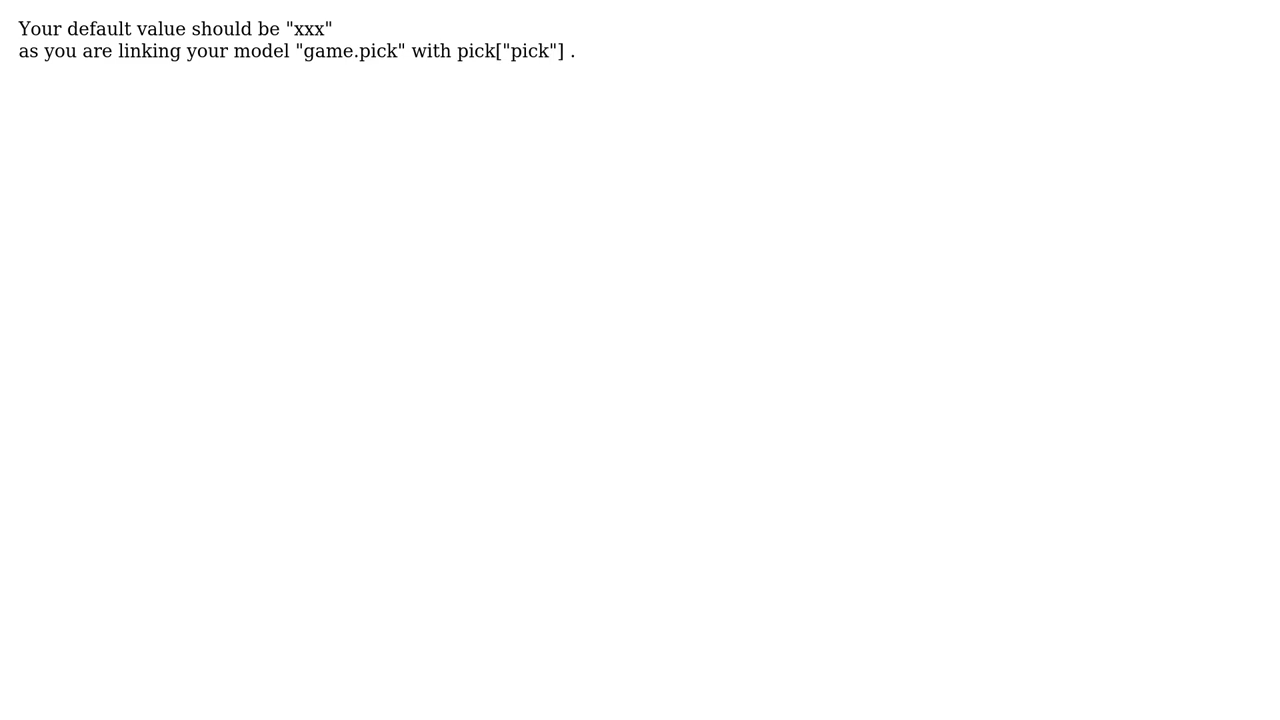 Your default value should be "xxx"
as you are linking your model "game.pick" with pick["pick"] .